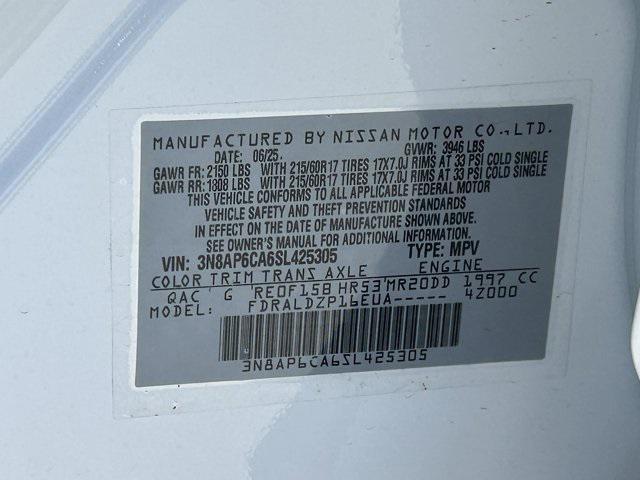 MANUFACTURED BY NISSAN MOTOR CO.,LTD.
DATE 06/25. GVWR: 3946 LBS
GAWR FR: 2150 LBS WITH 215/60R17 TIRES 17X7.0J RIMS AT 33 PSI COLD SINGLE
GAWR RR: 1808 LBS WITH 215/60R17 TIRES 17X7.0J RIMS AT 33 PSI COLD SINGLE
THIS VEHICLE CONFORMS TO ALL APPLICABLE FEDERAL MOTOR
VEHICLE SAFETY AND THEFT PREVENTION STANDARDS
IN EFFECT ON THE DATE OF MANUFACTURE SHOWN ABOVE.
SEE OWNER'S MANUAL FOR ADDITIONAL INFORMATION.
VIN: 3N8AP6CA6SL425305 TYPE: MPV
COLOR TRIM TRANS AXLE ENGINE
QAC G RE0F15B HR53 MR20DD 1997 CC
MODEL: FDRALDZP16EUA----- 4Z000
3N8AP6CA6SL425305